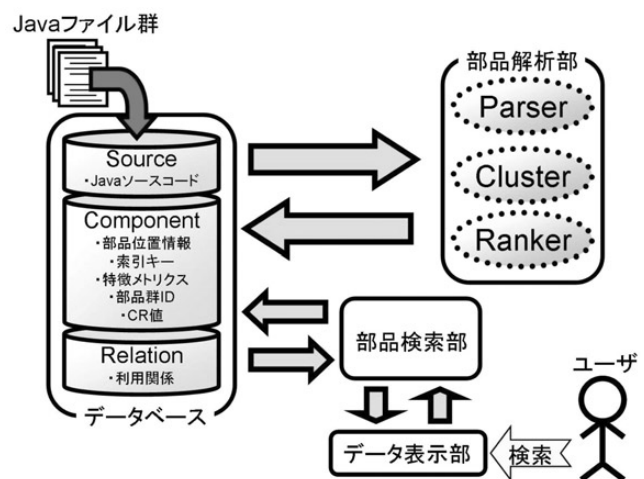 Javaファイル群
Source
・Javaソースコード
Component
・部品位置情報
・索引キー
・特徴メトリクス
・部品群ID
・CR値
Relation
・利用関係
データベース
部品解析部
Parser
Cluster
Ranker
部品検索部
データ表示部
検索
ユーザ